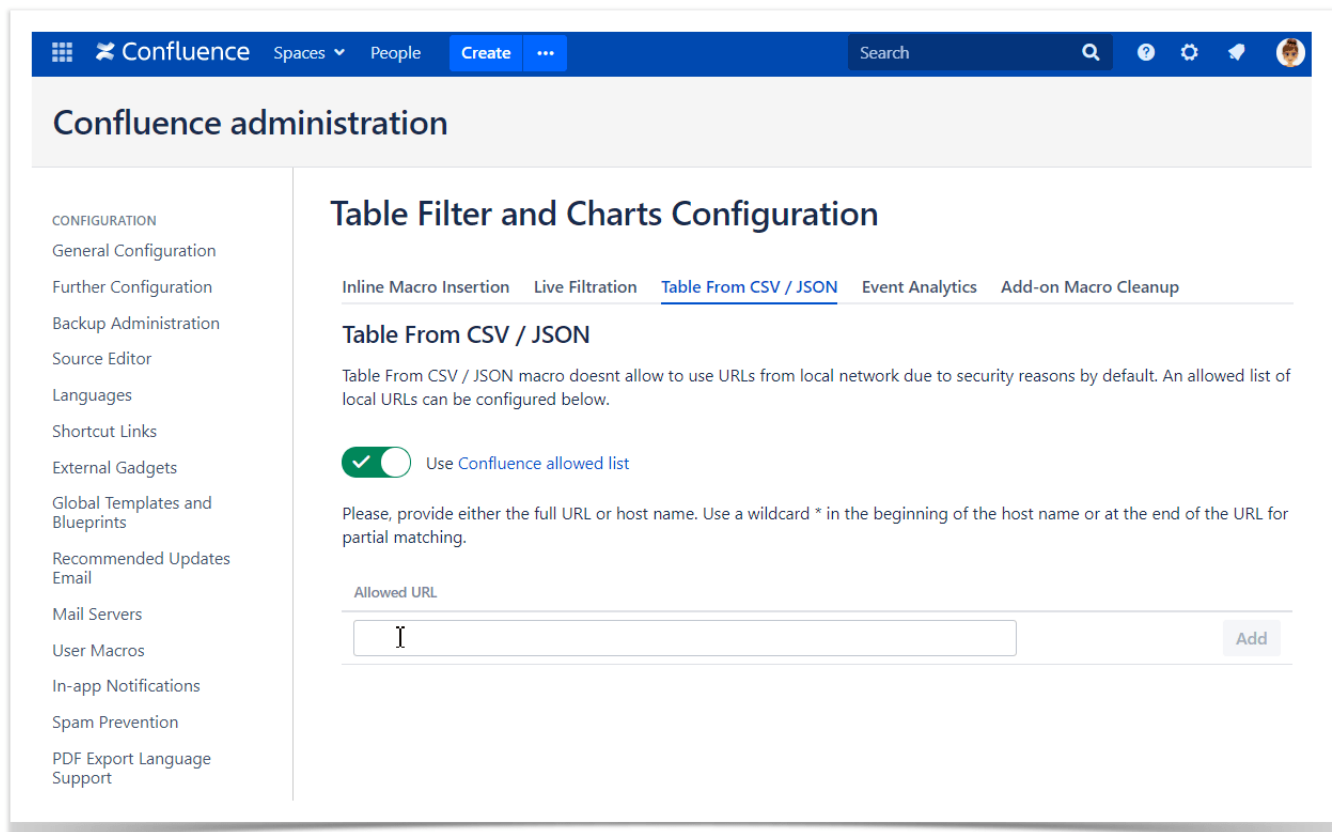 Confluence Spaces People Create ··· Search
Confluence administration
CONFIGURATION
General Configuration
Further Configuration
Backup Administration
Source Editor
Languages
Shortcut Links
External Gadgets
Global Templates and
Blueprints
Recommended Updates
Email
Mail Servers
User Macros
In-app Notifications
Spam Prevention
PDF Export Language
Support
Table Filter and Charts Configuration
Inline Macro Insertion Live Filtration Table From CSV / JSON Event Analytics Add-on Macro Cleanup
Table From CSV / JSON
Table From CSV / JSON macro doesnt allow to use URLs from local network due to security reasons by default. An allowed list of
local URLs can be configured below.
Use Confluence allowed list
Please, provide either the full URL or host name. Use a wildcard * in the beginning of the host name or at the end of the URL for
partial matching.
Allowed URL
Add